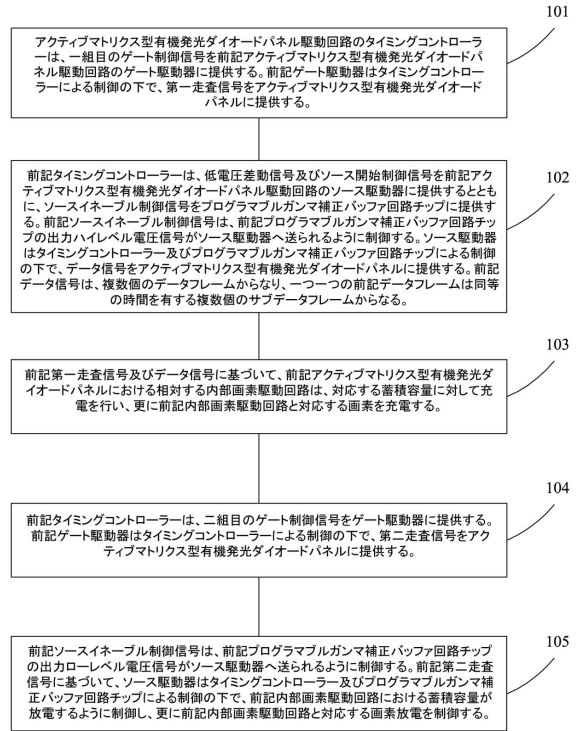 101
アクティブマトリクス型有機発光ダイオードパネル駆動回路のタイミングコントローラ
ーは、一組目のゲート制御信号を前記アクティブマトリクス型有機発光ダイオードパ
ネル駆動回路のゲート駆動器に提供する。前記ゲート駆動器はタイミングコントロー
ラーによる制御の下で、第一走査信号をアクティブマトリクス型有機発光ダイオード
パネルに提供する。
102
前記タイミングコントローラーは、低電圧差動信号及びソース開始制御信号を前記アク
ティブマトリクス型有機発光ダイオードパネル駆動回路のソース駆動器に提供するととも
に、ソースイネーブル制御信号をプログラマブルガンマ補正バッファ回路チップに提供す
る。前記ソースイネーブル制御信号は、前記プログラマブルガンマ補正バッファ回路チッ
プの出力ハイレベル電圧信号がソース駆動器へ送られるように制御する。ソース駆動器
はタイミングコントローラー及びプログラマブルガンマ補正バッファ回路チップによる制御
の下で、データ信号をアクティブマトリクス型有機発光ダイオードパネルに提供する。前記
データ信号は、複数個のデータフレームからなり、一つ一つの前記データフレームは同等
の時間を有する複数個のサブデータフレームからなる。
103
前記第一走査信号及びデータ信号に基づいて、前記アクティブマトリクス型有機発光ダ
イオードパネルにおける相対する内部画素駆動回路は、対応する蓄積容量に対して充
電を行い、更に前記内部画素駆動回路と対応する画素を充電する。
104
前記タイミングコントローラーは、二組目のゲート制御信号をゲート駆動器に提供する。
前記ゲート駆動器はタイミングコントローラーによる制御の下で、第二走査信号をアク
ティブマトリクス型有機発光ダイオードパネルに提供する。
105
前記ソースイネーブル制御信号は、前記プログラマブルガンマ補正バッファ回路チップ
の出力ローレベル電圧信号がソース駆動器へ送られるように制御する。前記第二走査
信号に基づいて、ソース駆動器はタイミングコントローラー及びプログラマブルガンマ補
正バッファ回路チップによる制御の下で、前記内部画素駆動回路における蓄積容量が
放電するように制御し、更に前記内部画素駆動回路と対応する画素放電を制御する。